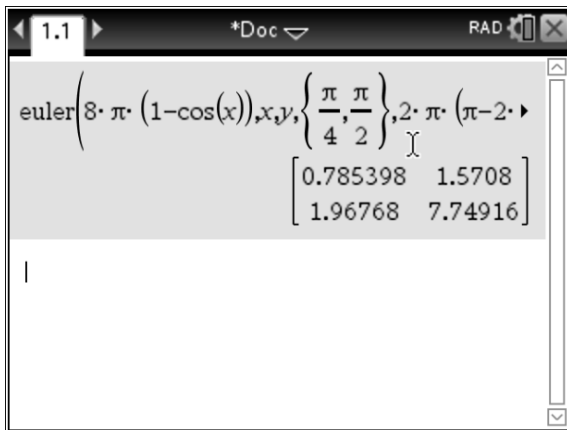 1.1 *Doc RAD
euler(8·π·(1-cos(x)),x,y,{π/4,π/2},2·π·(π-2·
[0.785398 1.5708
1.96768 7.74916]